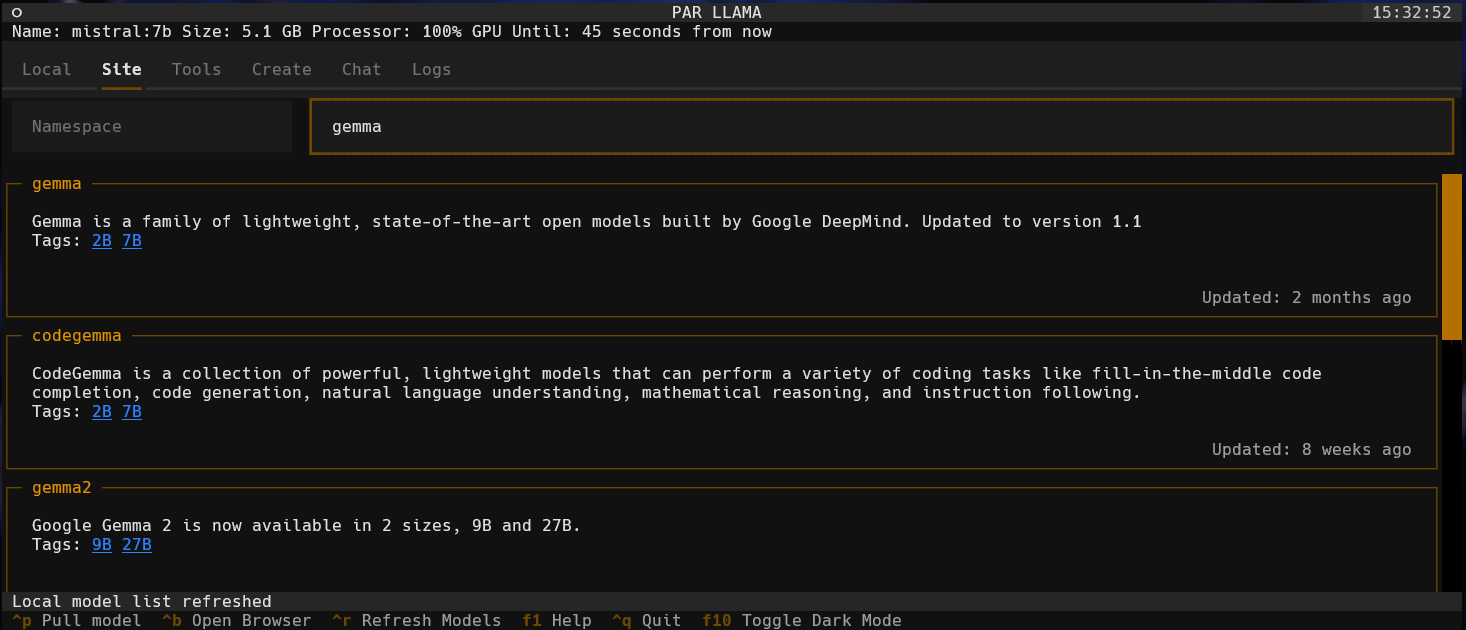 O PAR LLAMA 15:32:52
Name: mistral:7b Size: 5.1 GB Processor: 100% GPU Until: 45 seconds from now
Local Site Tools Create Chat Logs
Namespace gemma
gemma
Gemma is a family of lightweight, state-of-the-art open models built by Google DeepMind. Updated to version 1.1
Tags: 2B 7B
Updated: 2 months ago
codegemma
CodeGemma is a collection of powerful, lightweight models that can perform a variety of coding tasks like fill-in-the-middle code
completion, code generation, natural language understanding, mathematical reasoning, and instruction following.
Tags: 2B 7B
Updated: 8 weeks ago
gemma2
Google Gemma 2 is now available in 2 sizes, 9B and 27B.
Tags: 9B 27B
Local model list refreshed
^p Pull model ^b Open Browser ^r Refresh Models f1 Help ^q Quit f10 Toggle Dark Mode